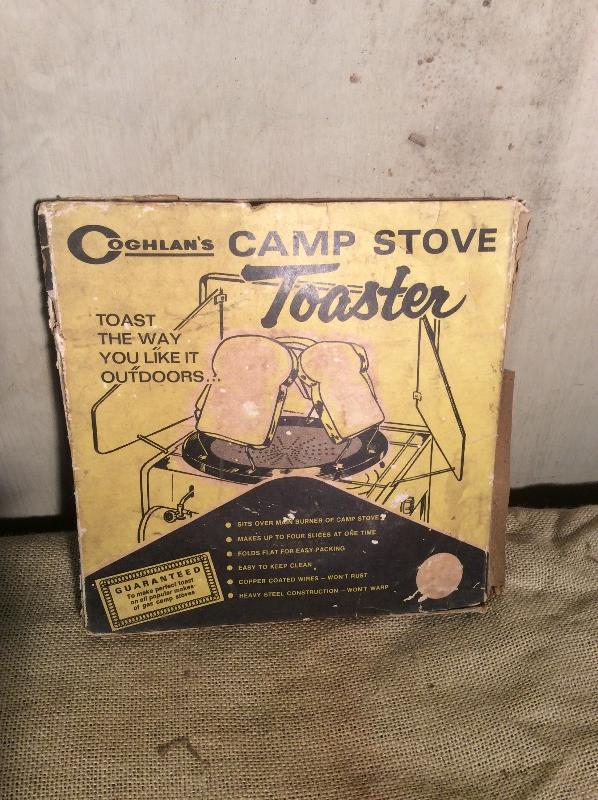 COGHLAN'S CAMP STOVE
Toaster
TOAST
THE WAY
YOU LIKE IT
OUTDOORS...
SITS OVER MAIN BURNER OF CAMP STOVE
MAKES UP TO FOUR SLICES AT ONE TIME
FOLDS FLAT FOR EASY PACKING
EASY TO KEEP CLEAN
COPPER COATED WIRES – WON'T RUST
HEAVY STEEL CONSTRUCTION – WON'T WARP
GUARANTEED
To make perfect toast
on all popular makes
of gas camp stoves